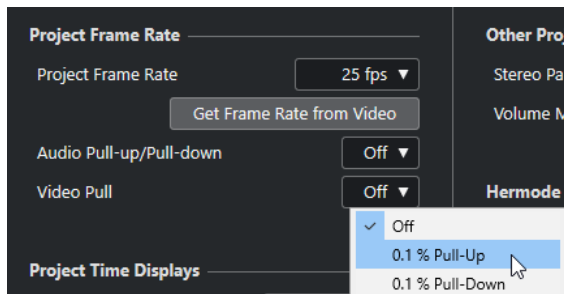 Project Frame Rate
Other Pro
Project Frame Rate
25 fps
Stereo Pa
Get Frame Rate from Video
Volume M
Audio Pull-up/Pull-down
Off
Video Pull
Off
Hermode
Off
0.1 % Pull-Up
Project Time Displays
0.1 % Pull-Down